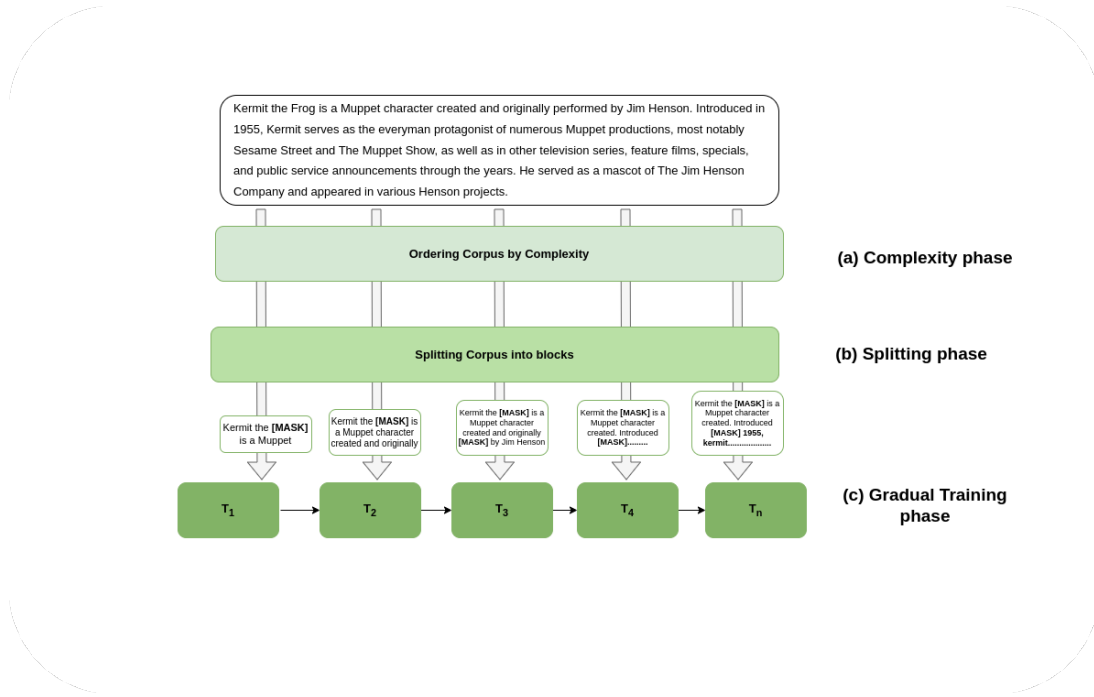 Kermit the Frog is a Muppet character created and originally performed by Jim Henson. Introduced in
1955, Kermit serves as the everyman protagonist of numerous Muppet productions, most notably
Sesame Street and The Muppet Show, as well as in other television series, feature films, specials,
and public service announcements through the years. He served as a mascot of The Jim Henson
Company and appeared in various Henson projects.
Ordering Corpus by Complexity
(a) Complexity phase
Splitting Corpus into blocks
(b) Splitting phase
Kermit the [MASK]
is a Muppet
Kermit the [MASK] is
a Muppet character
created and originally
Kermit the [MASK] is a
Muppet character
created and originally
[MASK] by Jim Henson
Kermit the [MASK] is a
Muppet character
created. Introduced
[MASK].........
Kermit the [MASK] is a
Muppet character
created. Introduced
[MASK] 1955,
kermit...................
T1
T2
T3
T4
Tn
(c) Gradual Training
phase